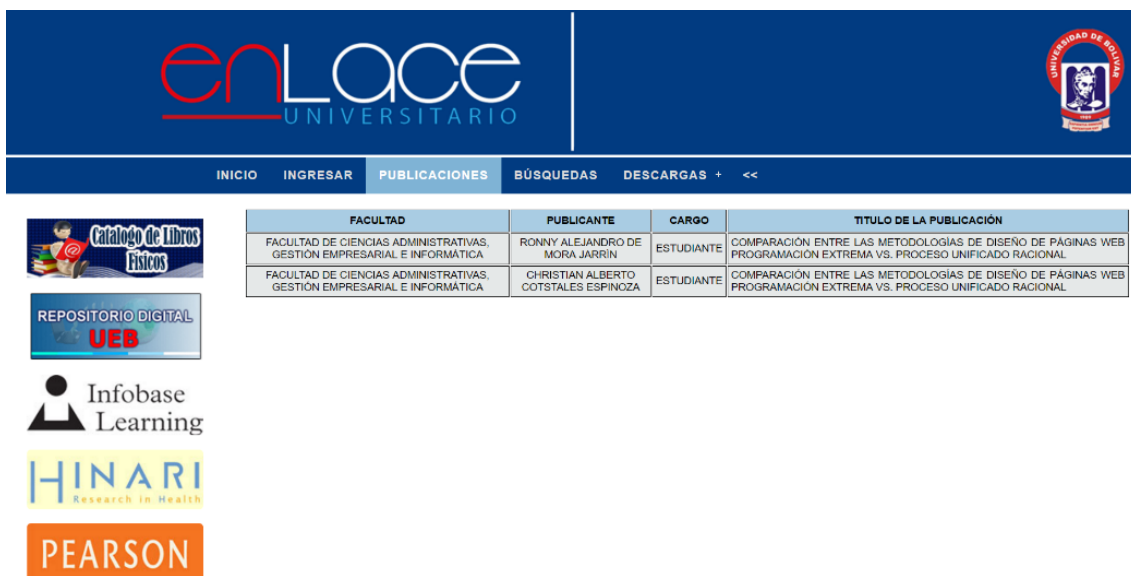 enLace
UNIVERSITARIO
UNIVERSIDAD DE BOLIVAR
INICIO INGRESAR PUBLICACIONES BÚSQUEDAS DESCARGAS + <<
Catalogo de Libros
Físicos
REPOSITORIO DIGITAL
UEB
Infobase
Learning
HINARI
Research in Health
PEARSON
FACULTAD PUBLICANTE CARGO TITULO DE LA PUBLICACIÓN
FACULTAD DE CIENCIAS ADMINISTRATIVAS, RONNY ALEJANDRO DE ESTUDIANTE COMPARACIÓN ENTRE LAS METODOLOGÍAS DE DISEÑO DE PÁGINAS WEB
GESTIÓN EMPRESARIAL E INFORMÁTICA MORA JARRÍN PROGRAMACIÓN EXTREMA VS. PROCESO UNIFICADO RACIONAL
FACULTAD DE CIENCIAS ADMINISTRATIVAS, CHRISTIAN ALBERTO ESTUDIANTE COMPARACIÓN ENTRE LAS METODOLOGÍAS DE DISEÑO DE PÁGINAS WEB
GESTIÓN EMPRESARIAL E INFORMÁTICA COTSTALES ESPINOZA PROGRAMACIÓN EXTREMA VS. PROCESO UNIFICADO RACIONAL